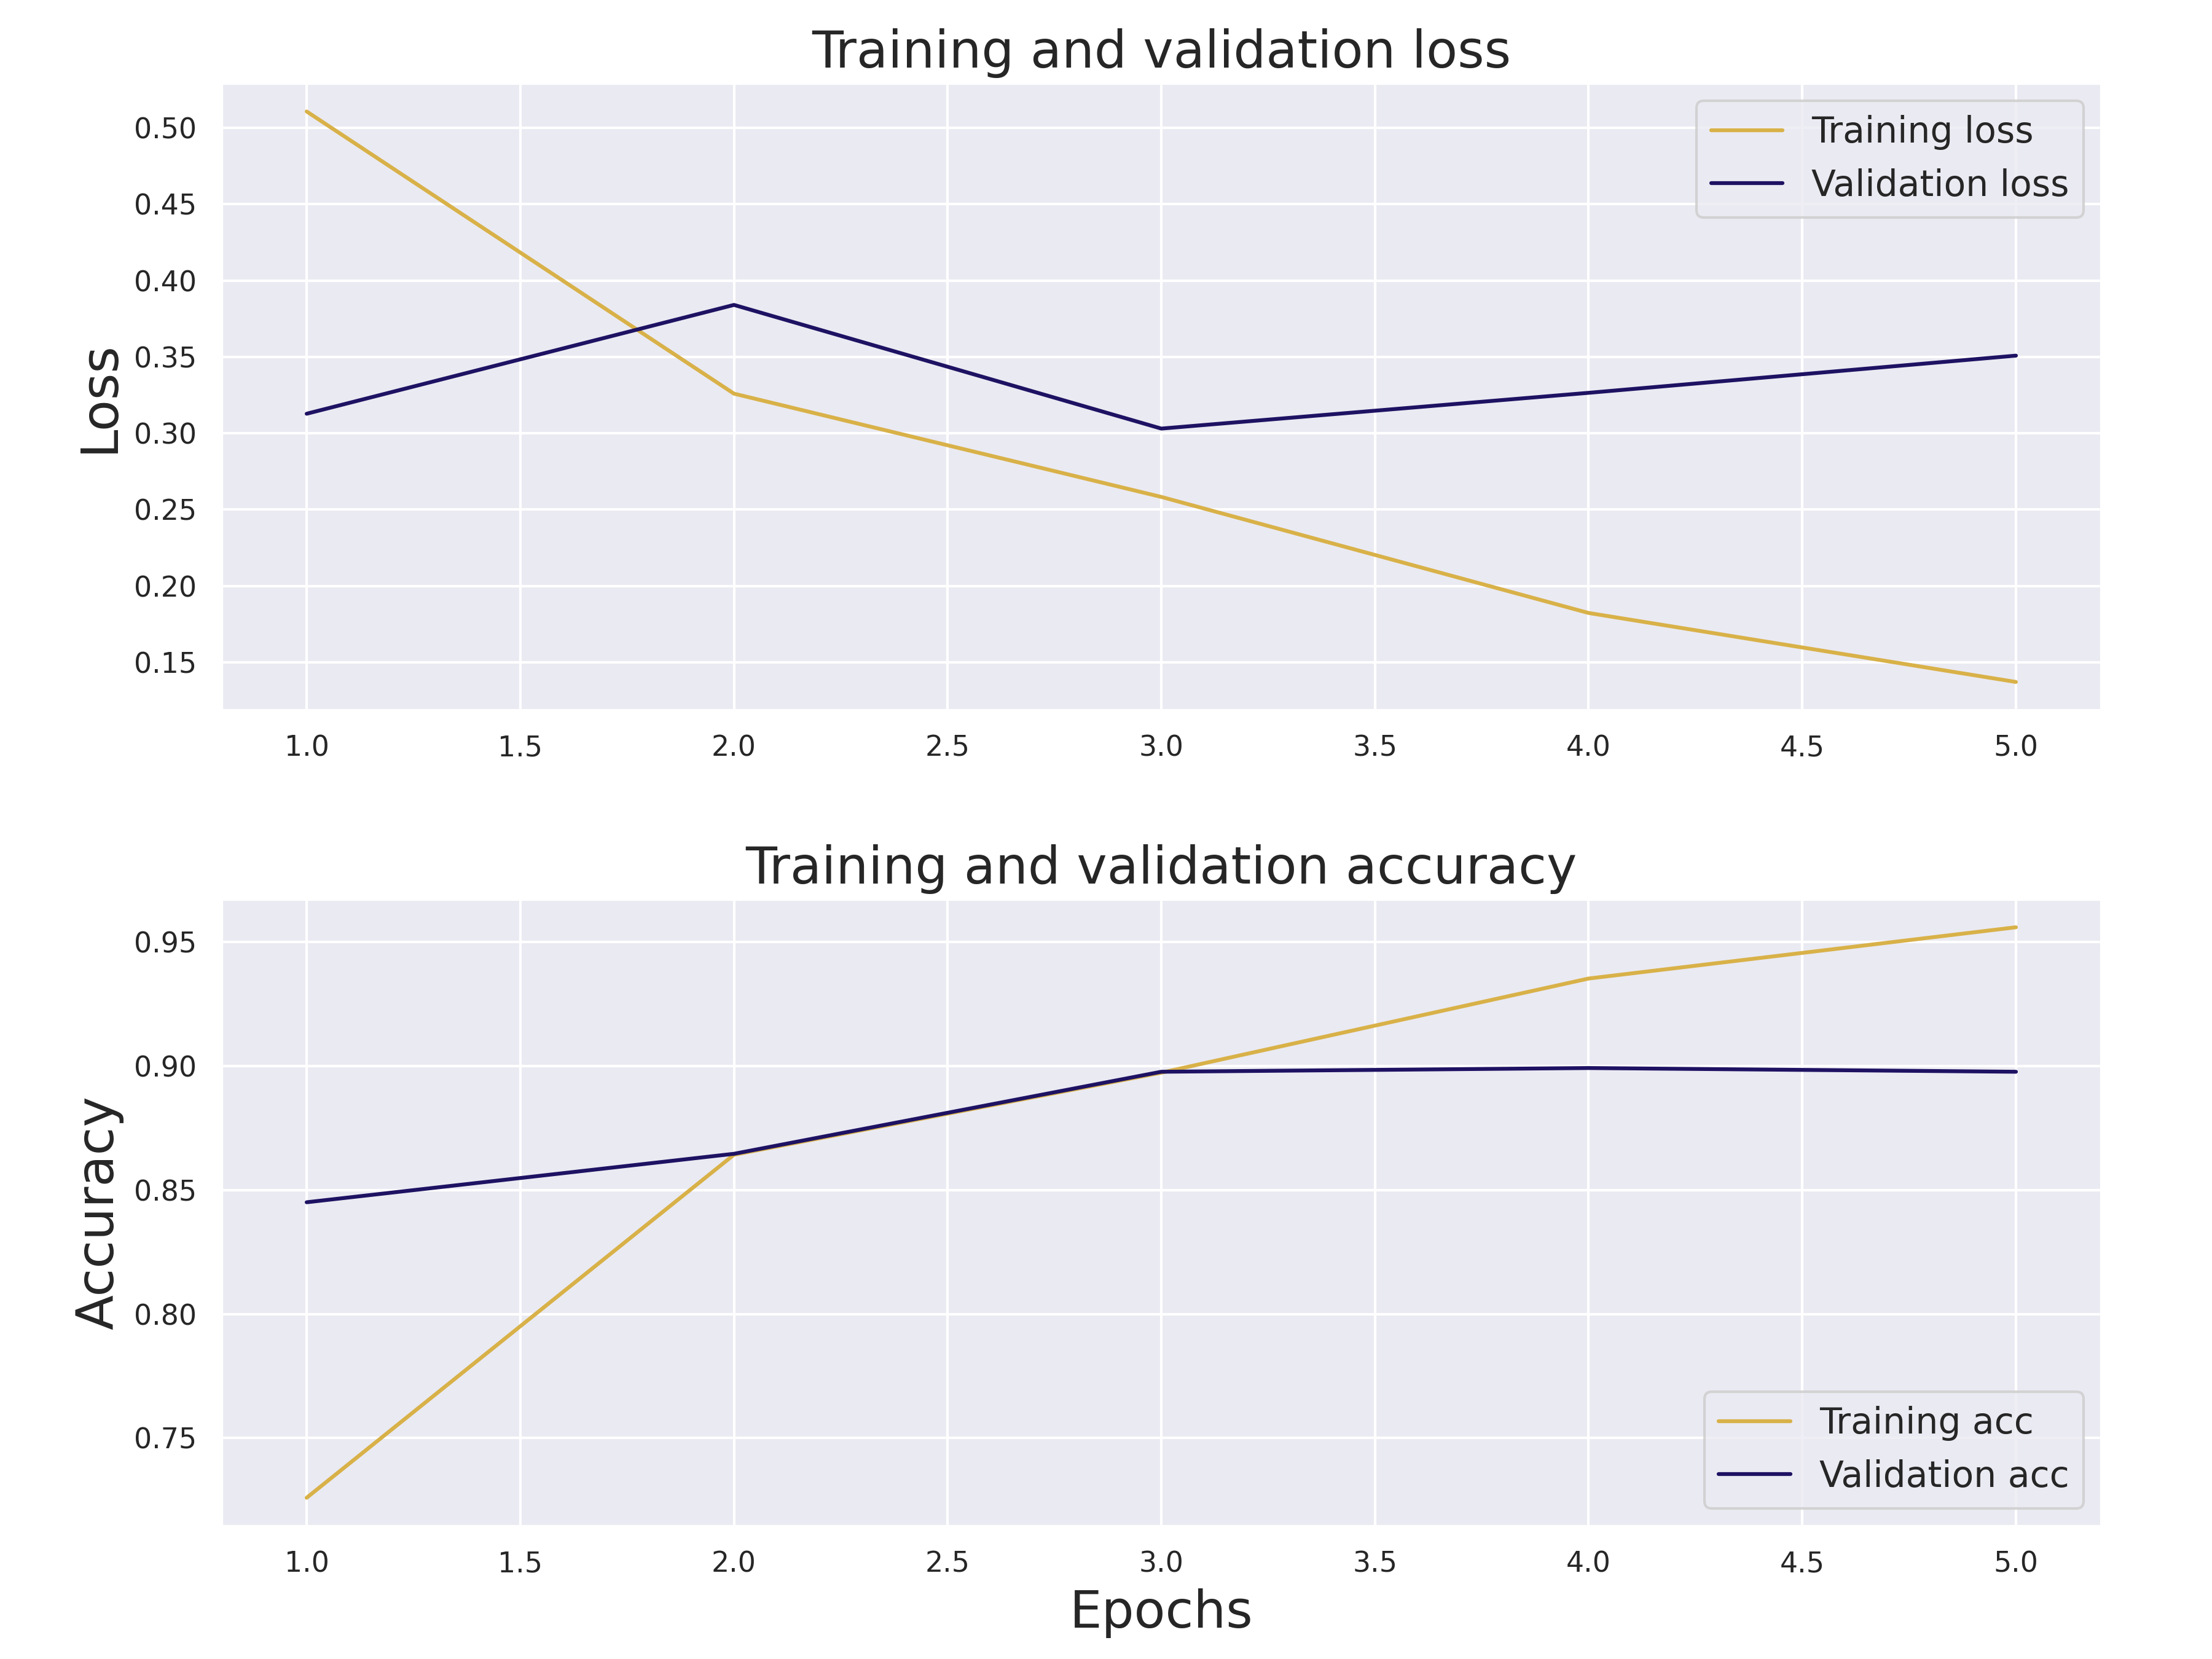 Training and validation loss
Loss
0.50
0.45
0.40
0.35
0.30
0.25
0.20
0.15
Training loss
Validation loss
1.0 1.5 2.0 2.5 3.0 3.5 4.0 4.5 5.0
Training and validation accuracy
Accuracy
0.95
0.90
0.85
0.80
0.75
Training acc
Validation acc
1.0 1.5 2.0 2.5 3.0 3.5 4.0 4.5 5.0
Epochs